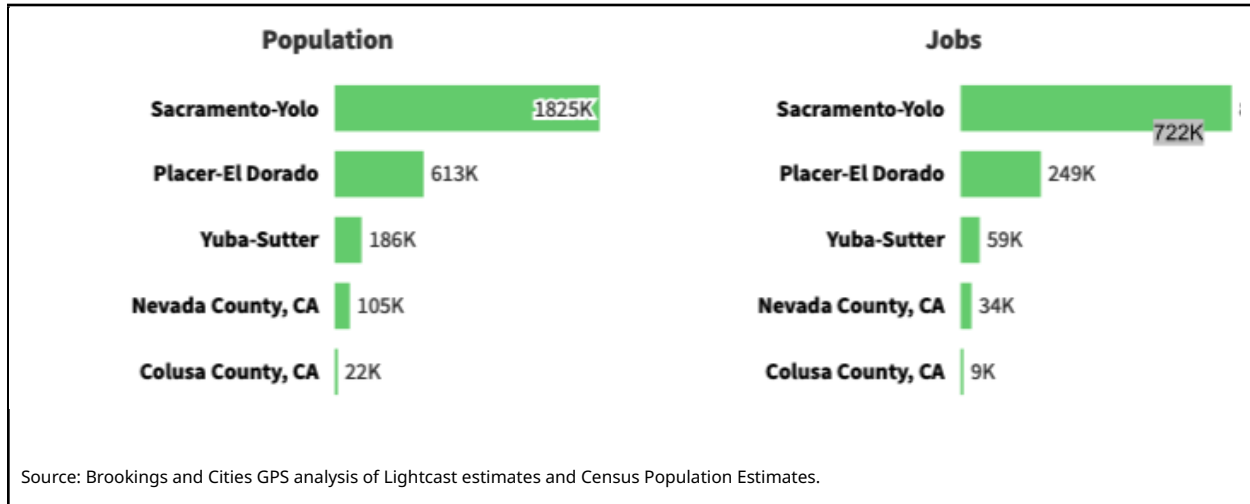 Population
Sacramento-Yolo 1825K
Placer-El Dorado 613K
Yuba-Sutter 186K
Nevada County, CA 105K
Colusa County, CA 22K
Jobs
Sacramento-Yolo 722K
Placer-El Dorado 249K
Yuba-Sutter 59K
Nevada County, CA 34K
Colusa County, CA 9K
Source: Brookings and Cities GPS analysis of Lightcast estimates and Census Population Estimates.